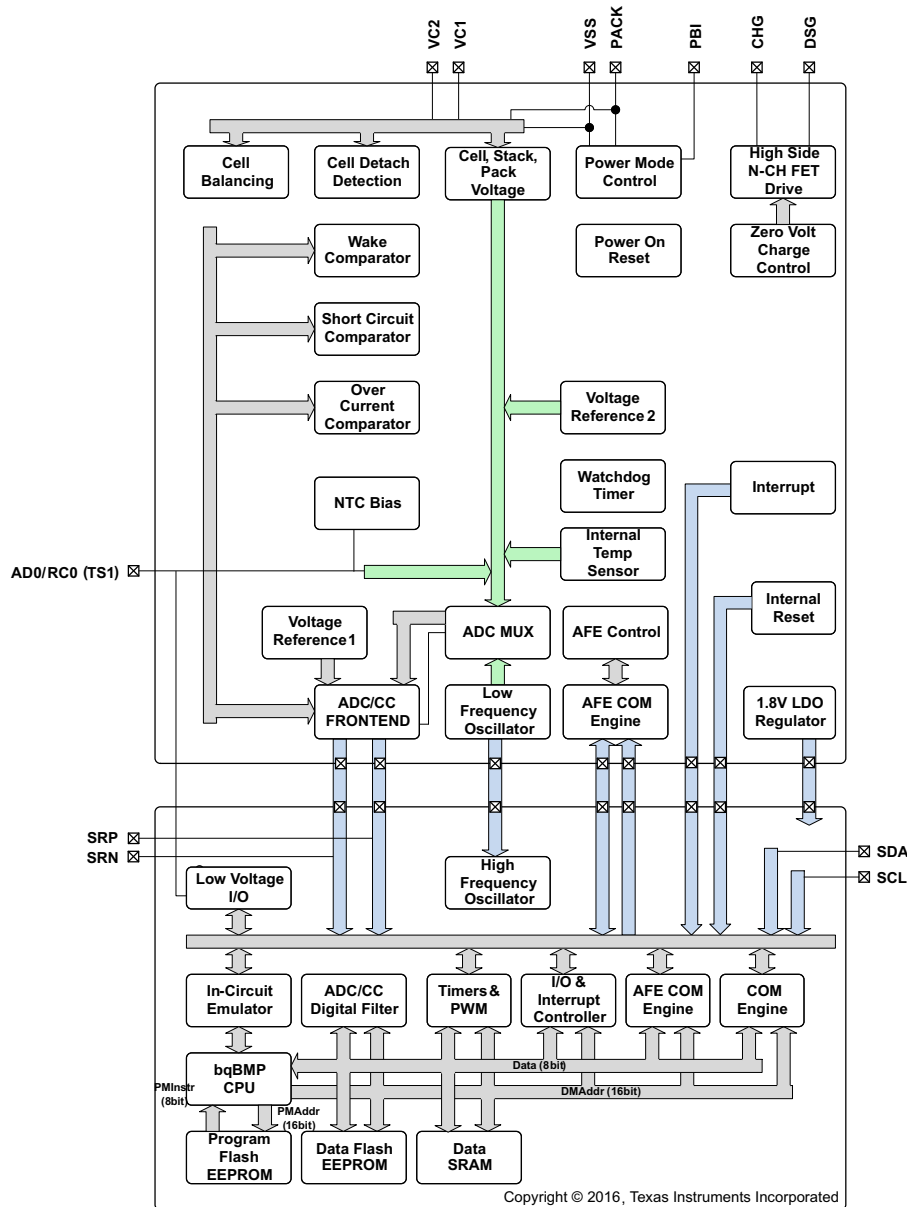 VC2
VC1
VSS
PACK
PBI
CHG
DSG
Cell
Balancing
Cell Detach
Detection
Cell, Stack,
Pack
Voltage
Power Mode
Control
High Side
N-CH FET
Drive
Wake
Comparator
Power On
Reset
Zero Volt
Charge
Control
Short Circuit
Comparator
Over
Current
Comparator
Voltage
Reference 2
NTC Bias
Watchdog
Timer
Interrupt
AD0/RC0 (TS1)
Internal
Temp
Sensor
Voltage
Reference 1
ADC MUX
AFE Control
Internal
Reset
ADC/CC
FRONTEND
Low
Frequency
Oscillator
AFE COM
Engine
1.8V LDO
Regulator
SRP
SRN
SDA
SCL
Low Voltage
I/O
High
Frequency
Oscillator
In-Circuit
Emulator
ADC/CC
Digital Filter
Timers &
PWM
I/O &
Interrupt
Controller
AFE COM
Engine
COM
Engine
bqBMP
CPU
Data (8bit)
DMAddr (16bit)
PMInstr
(8bit)
PMAddr
(16bit)
Program
Flash
EEPROM
Data Flash
EEPROM
Data
SRAM
Copyright © 2016, Texas Instruments Incorporated